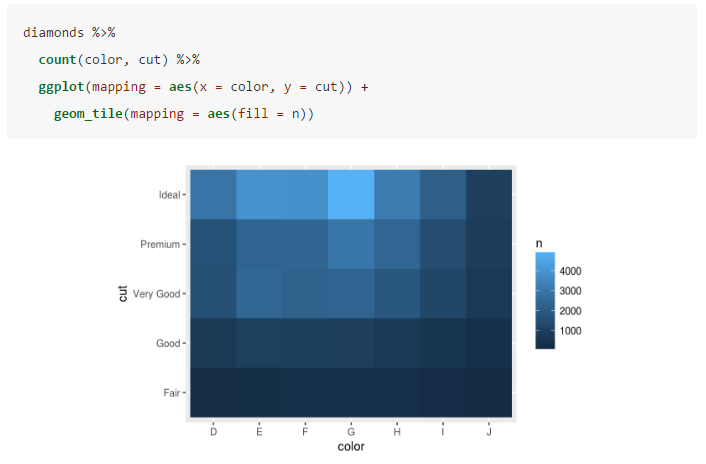 diamonds %>%
count(color, cut) %>%
ggplot(mapping = aes(x = color, y = cut)) +
geom_tile(mapping = aes(fill = n))
Ideal
Premium
Very Good
Good
Fair
cut
D E F G H I J
color
n
4000
3000
2000
1000